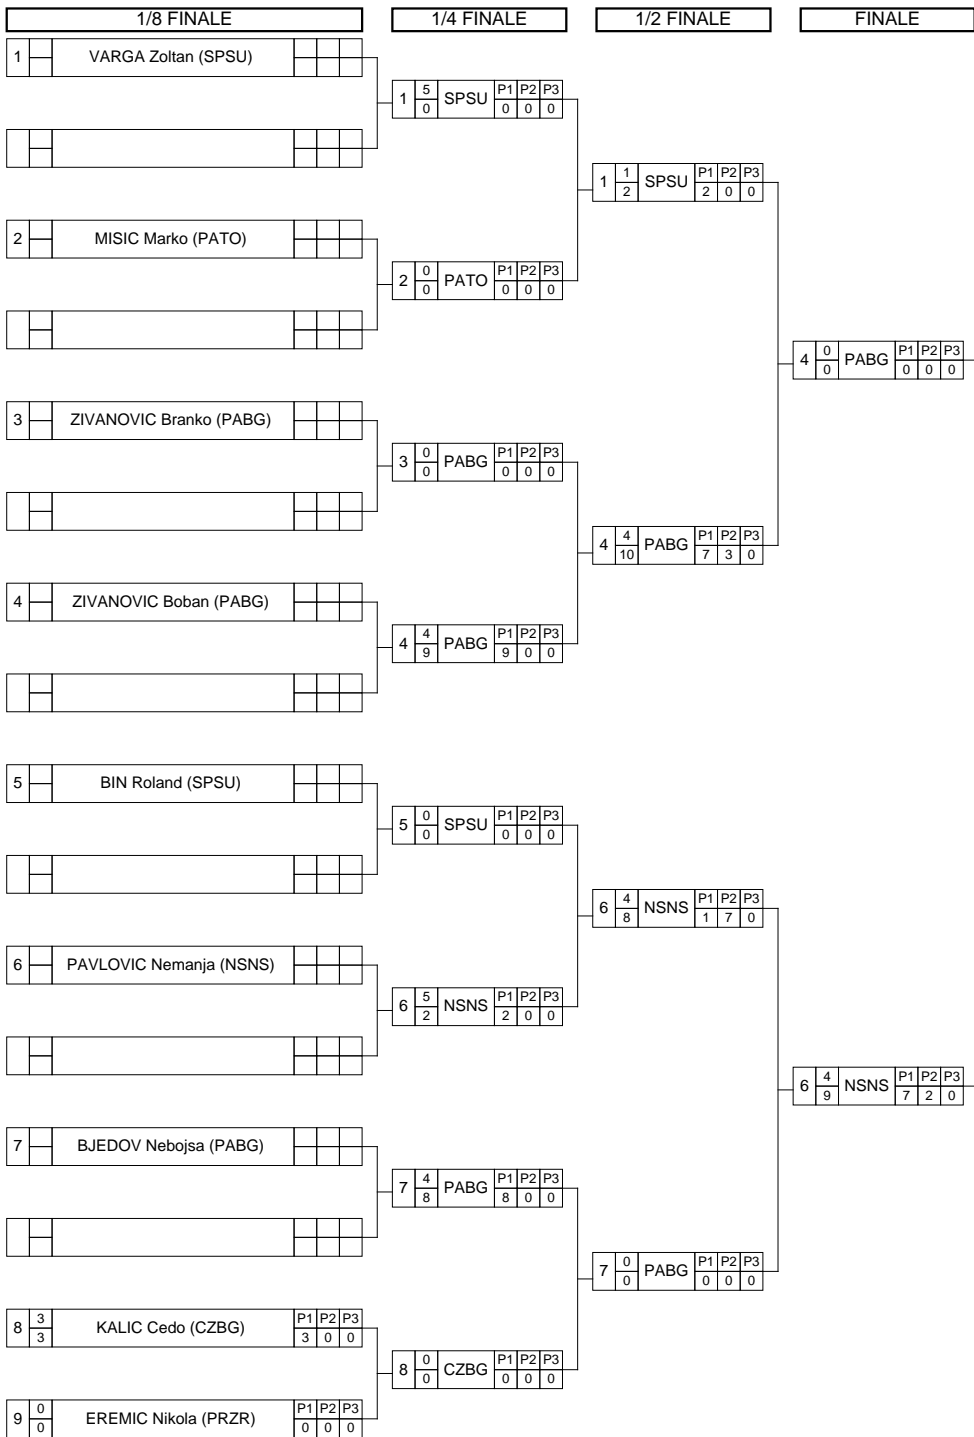 1/8 FINALE 1/4 FINALE 1/2 FINALE FINALE
1 VARGA Zoltan (SPSU)
5 P1 P2 P3
1 SPSU
0 0 0 0
1 P1 P2 P3
1 SPSU
2 2 0 0
2 MISIC Marko (PATO)
0 P1 P2 P3
2 PATO
0 0 0 0
0 P1 P2 P3
4 PABG
0 0 0 0
3 ZIVANOVIC Branko (PABG)
0 P1 P2 P3
3 PABG
0 0 0 0
4 P1 P2 P3
4 PABG
10 7 3 0
4 ZIVANOVIC Boban (PABG)
4 P1 P2 P3
4 PABG
9 9 0 0
5 BIN Roland (SPSU)
0 P1 P2 P3
5 SPSU
0 0 0 0
4 P1 P2 P3
6 NSNS
8 1 7 0
6 PAVLOVIC Nemanja (NSNS)
5 P1 P2 P3
6 NSNS
2 2 0 0
4 P1 P2 P3
6 NSNS
9 7 2 0
7 BJEDOV Nebojsa (PABG)
4 P1 P2 P3
7 PABG
8 8 0 0
0 P1 P2 P3
7 PABG
0 0 0 0
3 P1 P2 P3
8 KALIC Cedo (CZBG)
3 3 0 0
0 P1 P2 P3
8 CZBG
0 0 0 0
0 P1 P2 P3
9 EREMIC Nikola (PRZR)
0 0 0 0